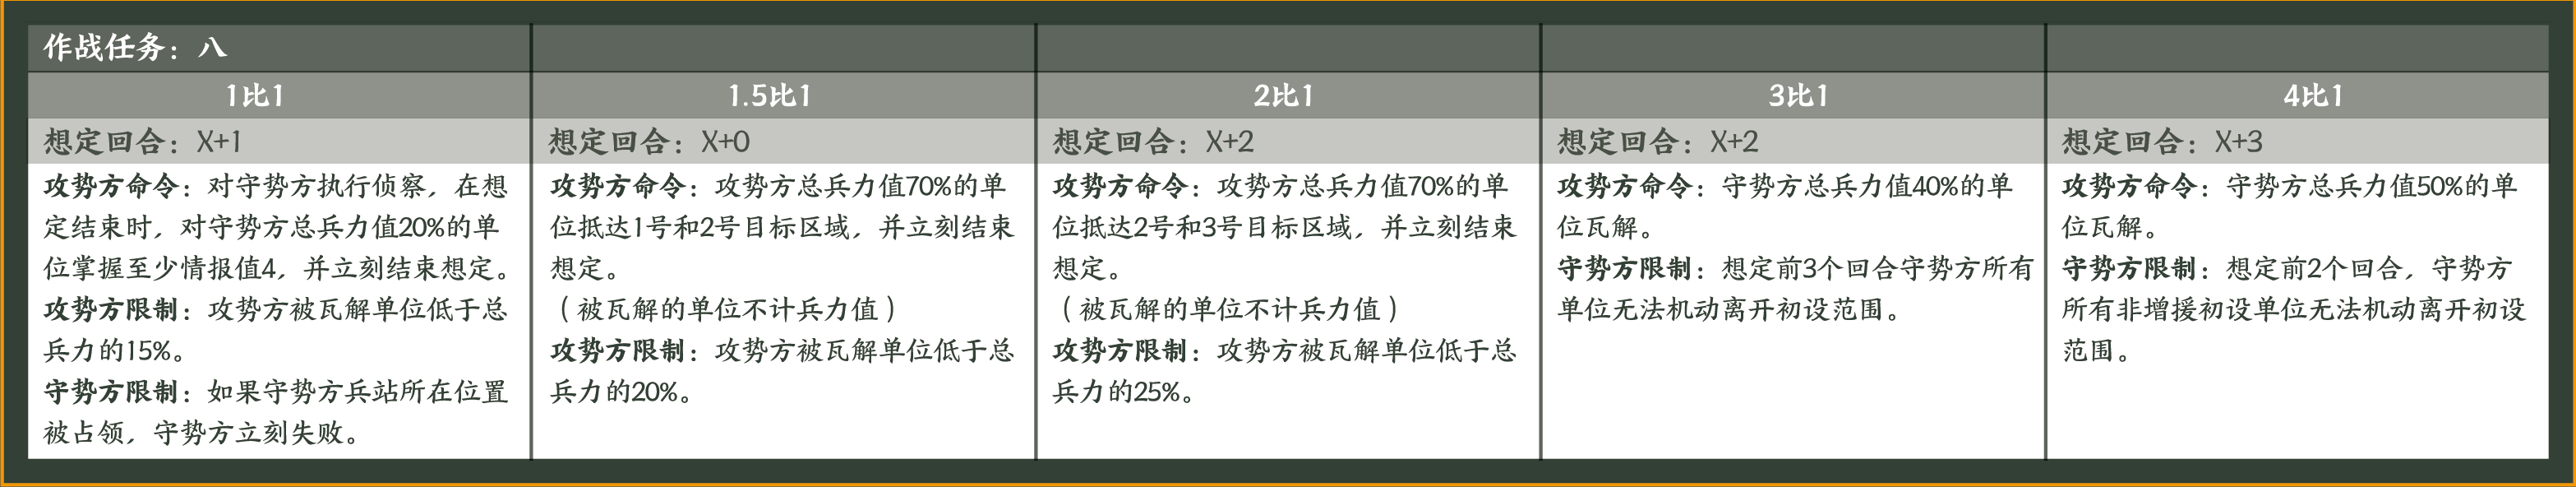 作战任务：八
1比1
想定回合：X+1
攻势方命令：对守势方执行侦察，在想
定结束时，对守势方总兵力值20%的单
位掌握至少情报值4，并立刻结束想定。
攻势方限制：攻势方被瓦解单位低于总
兵力的15%。
守势方限制：如果守势方兵站所在位置
被占领，守势方立刻失败。
1.5比1
想定回合：X+0
攻势方命令：攻势方总兵力值70%的单
位抵达1号和2号目标区域，并立刻结束
想定。
（被瓦解的单位不计兵力值）
攻势方限制：攻势方被瓦解单位低于总
兵力的20%。
2比1
想定回合：X+2
攻势方命令：攻势方总兵力值70%的单
位抵达2号和3号目标区域，并立刻结束
想定。
（被瓦解的单位不计兵力值）
攻势方限制：攻势方被瓦解单位低于总
兵力的25%。
3比1
想定回合：X+2
攻势方命令：守势方总兵力值40%的单
位瓦解。
守势方限制：想定前3个回合守势方所有
单位无法机动离开初设范围。
4比1
想定回合：X+3
攻势方命令：守势方总兵力值50%的单
位瓦解。
守势方限制：想定前2个回合，守势方
所有非增援初设单位无法机动离开初设
范围。